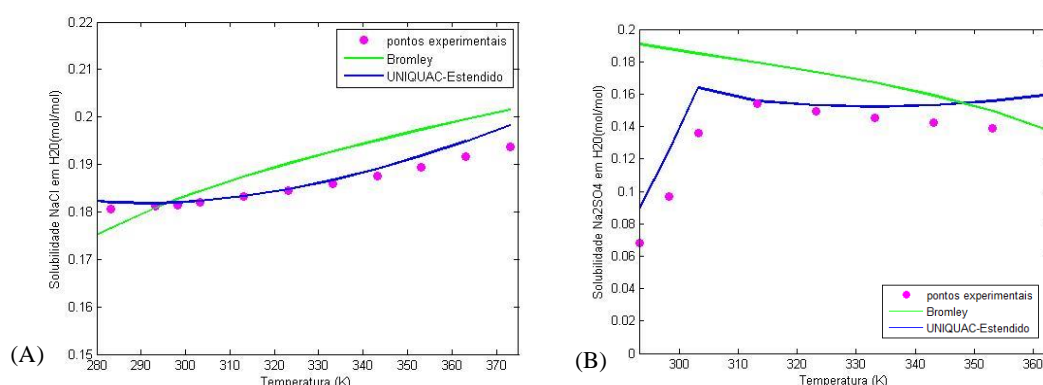 0.22
0.21
0.2
0.19
0.18
0.17
0.16
0.15
Solubilidade NaCl em H20(mol/mol)
280 290 300 310 320 330 340 350 360 370
Temperatura (K)
pontos experimentais
Bromley
UNIQUAC-Estendido
(A)
0.2
0.18
0.16
0.14
0.12
0.1
0.08
0.06
0.04
0.02
0
Solubilidade Na2SO4 em H20(mol/mol)
300 310 320 330 340 350 360
Temperatura (K)
pontos experimentais
Bromley
UNIQUAC-Estendido
(B)